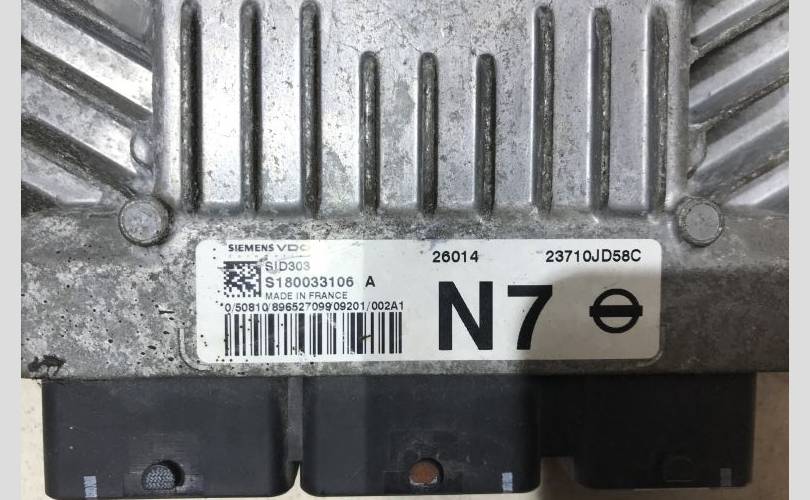 SIEMENS VDO
SID303
S180033106 A
MADE IN FRANCE
0/50810/896527099/09201/002A1
26014 23710JD58C
N7